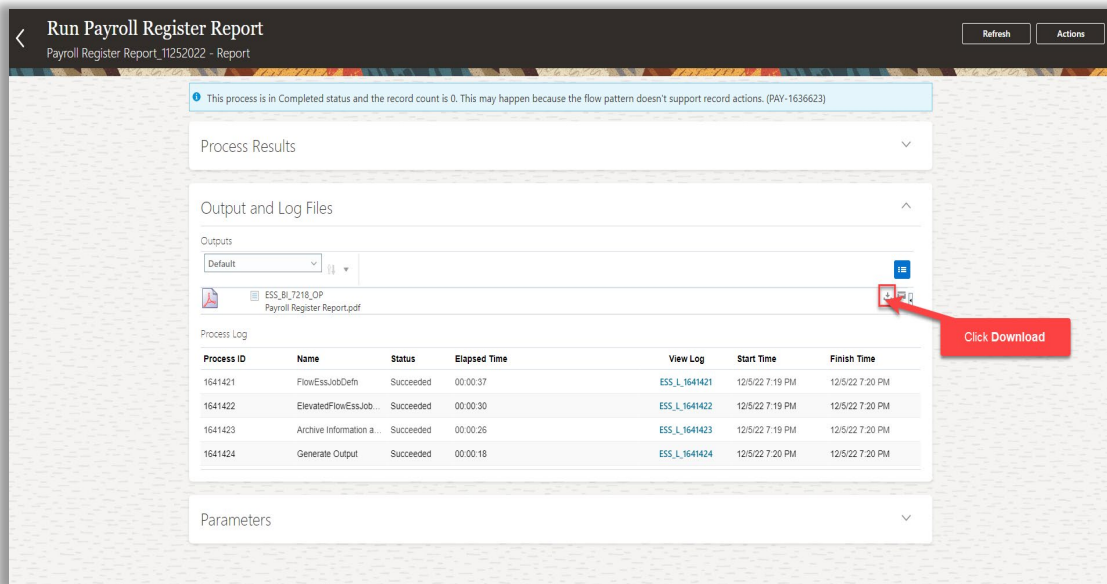 Run Payroll Register Report
Payroll Register Report_11252022 - Report
Refresh
Actions
This process is in Completed status and the record count is 0. This may happen because the flow pattern doesn't support record actions. (PAY-1636623)
Process Results
Output and Log Files
Outputs
Default
ESS_BI_7218_OP
Payroll Register Report.pdf
Click Download
Process Log
Process ID Name Status Elapsed Time View Log Start Time Finish Time
1641421 FlowEssJobDefn Succeeded 00:00:37 ESS_L_1641421 12/5/22 7:19 PM 12/5/22 7:20 PM
1641422 ElevatedFlowEssJob... Succeeded 00:00:30 ESS_L_1641422 12/5/22 7:19 PM 12/5/22 7:20 PM
1641423 Archive Information a... Succeeded 00:00:26 ESS_L_1641423 12/5/22 7:19 PM 12/5/22 7:20 PM
1641424 Generate Output Succeeded 00:00:18 ESS_L_1641424 12/5/22 7:20 PM 12/5/22 7:20 PM
Parameters